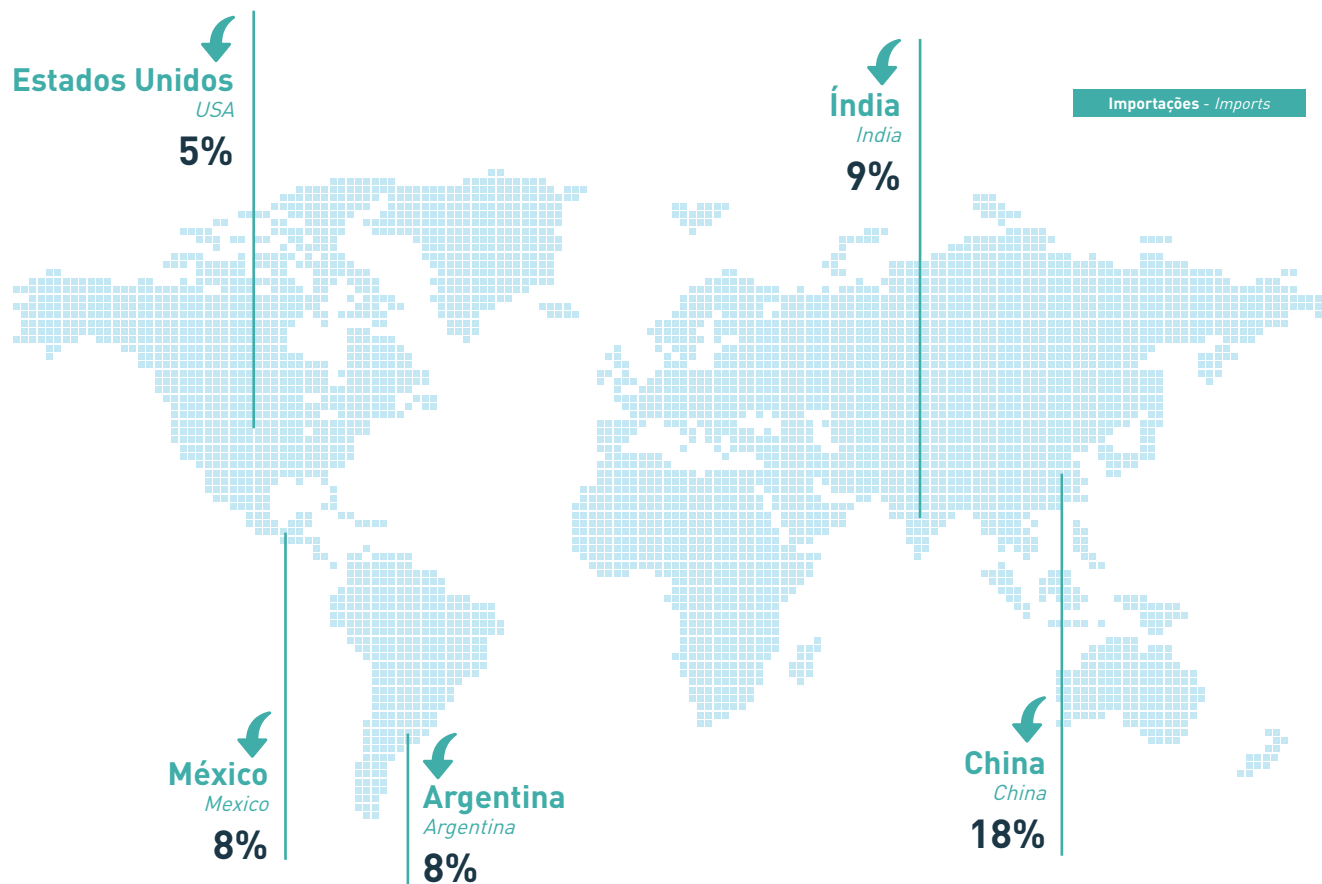 Estados Unidos
USA
5%
Índia
India
9%
Importações - Imports
México
Mexico
8%
Argentina
Argentina
8%
China
China
18%